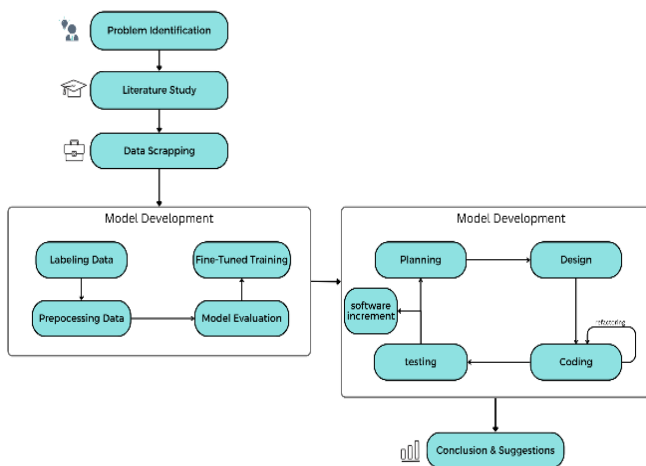 Problem Identification
Literature Study
Data Scrapping
Model Development
Labeling Data
Fine-Tuned Training
Prepocessing Data
Model Evaluation
Model Development
Planning
Design
software
increment
refactoring
testing
Coding
Conclusion & Suggestions